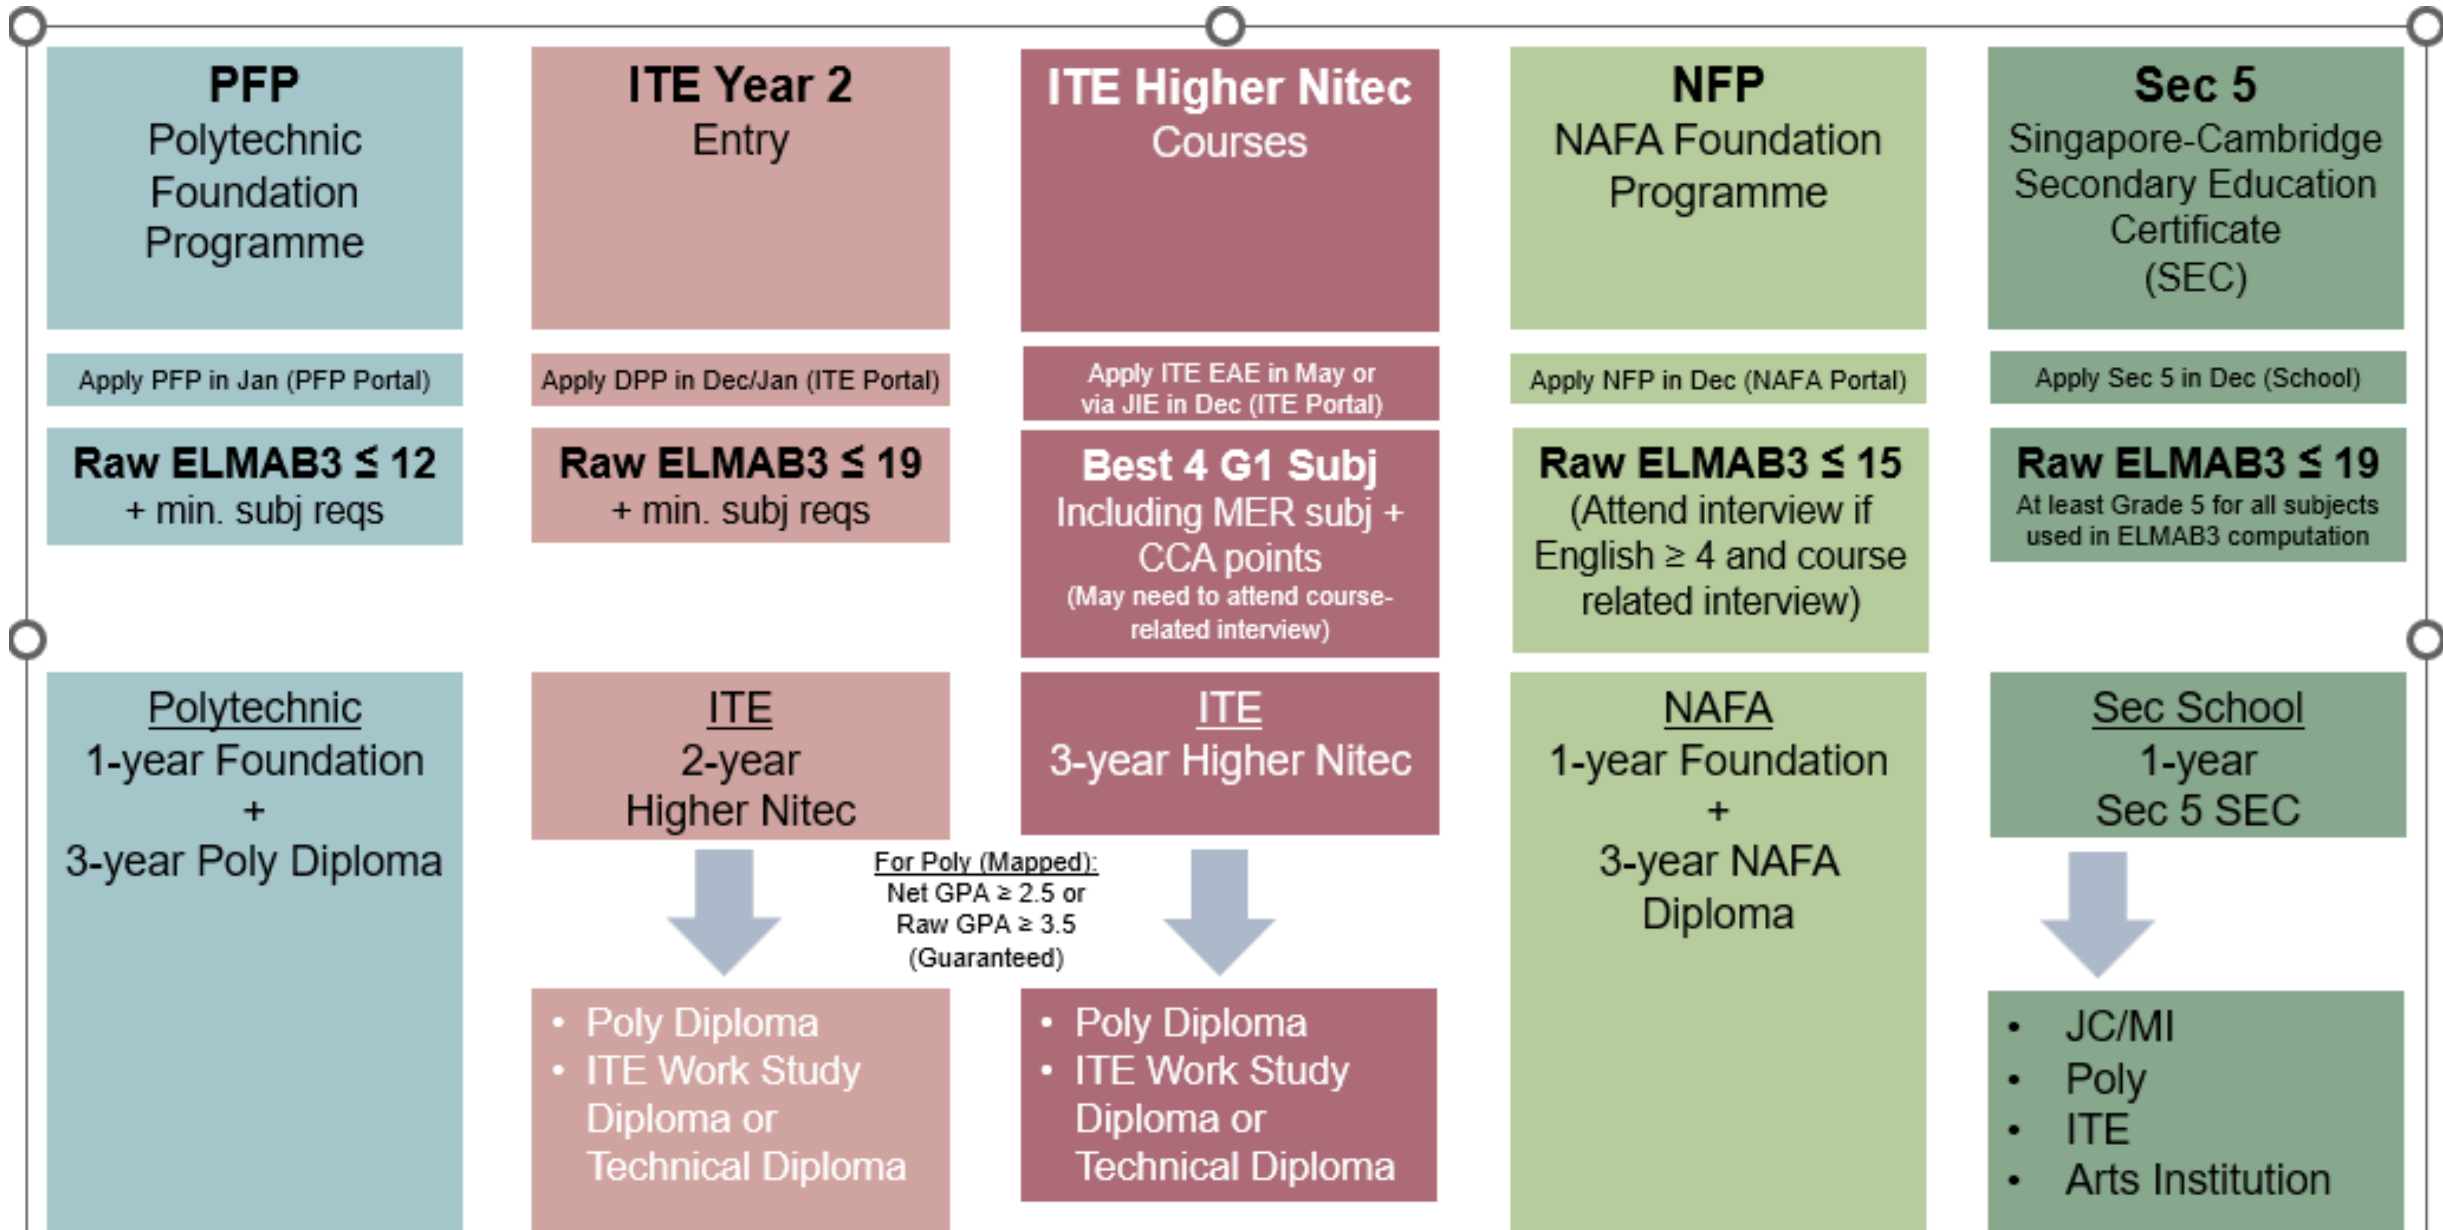 PFP
Polytechnic
Foundation
Programme
Apply PFP in Jan (PFP Portal)
Raw ELMAB3 ≤ 12
+ min. subj reqs
Polytechnic
1-year Foundation
+
3-year Poly Diploma
ITE Year 2
Entry
Apply DPP in Dec/Jan (ITE Portal)
Raw ELMAB3 ≤ 19
+ min. subj reqs
ITE
2-year
Higher Nitec
• Poly Diploma
• ITE Work Study
Diploma or
Technical Diploma
For Poly (Mapped):
Net GPA ≥ 2.5 or
Raw GPA ≥ 3.5
(Guaranteed)
ITE Higher Nitec
Courses
Apply ITE EAE in May or
via JIE in Dec (ITE Portal)
Best 4 G1 Subj
Including MER subj +
CCA points
(May need to attend course-
related interview)
ITE
3-year Higher Nitec
• Poly Diploma
• ITE Work Study
Diploma or
Technical Diploma
NFP
NAFA Foundation
Programme
Apply NFP in Dec (NAFA Portal)
Raw ELMAB3 ≤ 15
(Attend interview if
English ≥ 4 and course
related interview)
NAFA
1-year Foundation
+
3-year NAFA
Diploma
Sec 5
Singapore-Cambridge
Secondary Education
Certificate
(SEC)
Apply Sec 5 in Dec (School)
Raw ELMAB3 ≤ 19
At least Grade 5 for all subjects
used in ELMAB3 computation
Sec School
1-year
Sec 5 SEC
• JC/MI
• Poly
• ITE
• Arts Institution